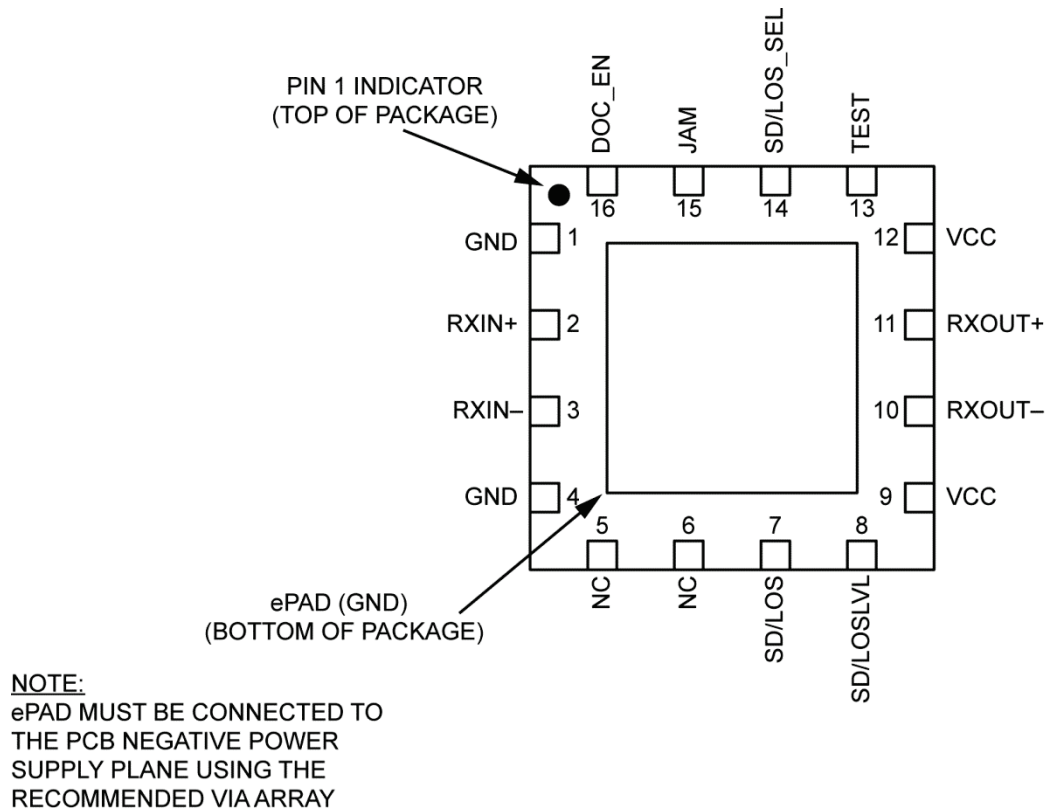 PIN 1 INDICATOR
(TOP OF PACKAGE)
DOC_EN
JAM
SD/LOS_SEL
TEST
16
15
14
13
GND
1
12
VCC
RXIN+
2
11
RXOUT+
RXIN–
3
10
RXOUT–
GND
4
9
VCC
5
6
7
8
NC
NC
SD/LOS
SD/LOSLVL
ePAD (GND)
(BOTTOM OF PACKAGE)
NOTE:
ePAD MUST BE CONNECTED TO
THE PCB NEGATIVE POWER
SUPPLY PLANE USING THE
RECOMMENDED VIA ARRAY